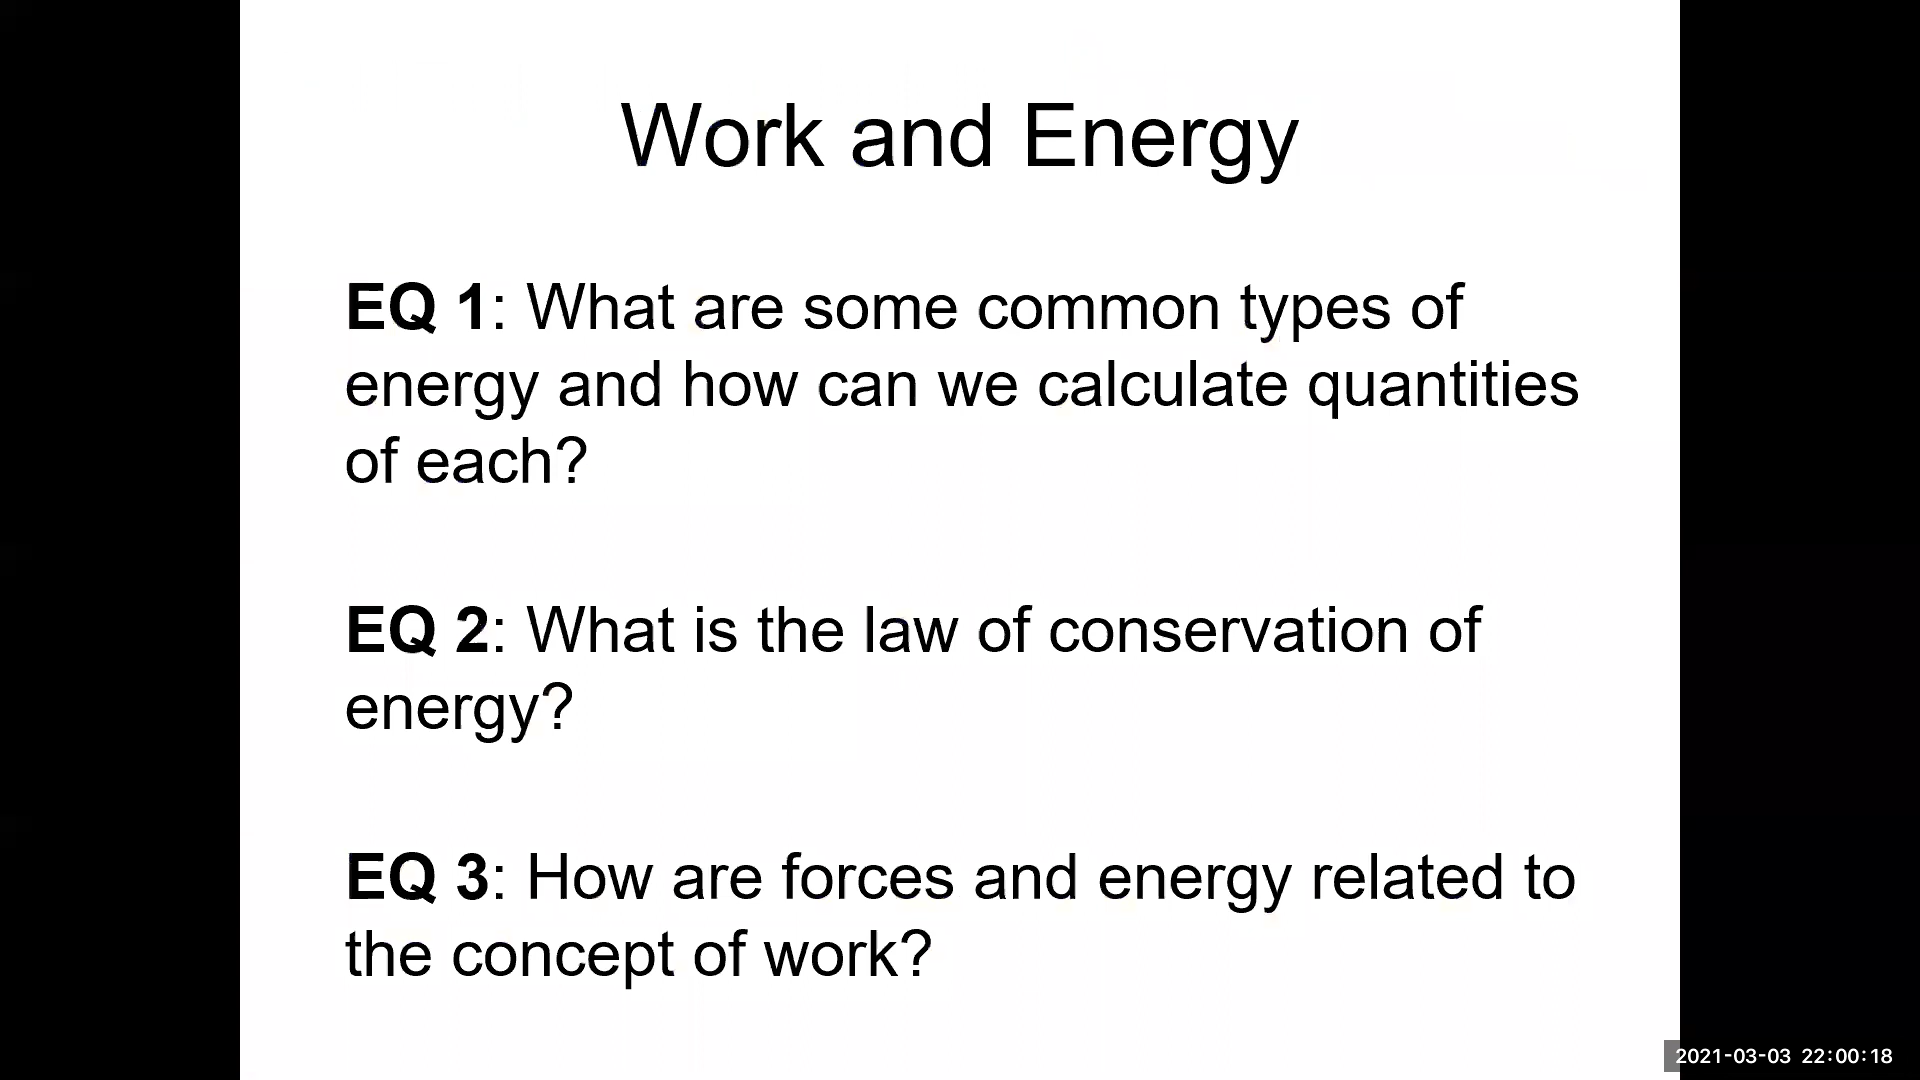 Work and Energy
EQ 1: What are some common types of
energy and how can we calculate quantities
of each?
EQ 2: What is the law of conservation of
energy?
EQ 3: How are forces and energy related to
the concept of work?
2021-03-03 22:00:18